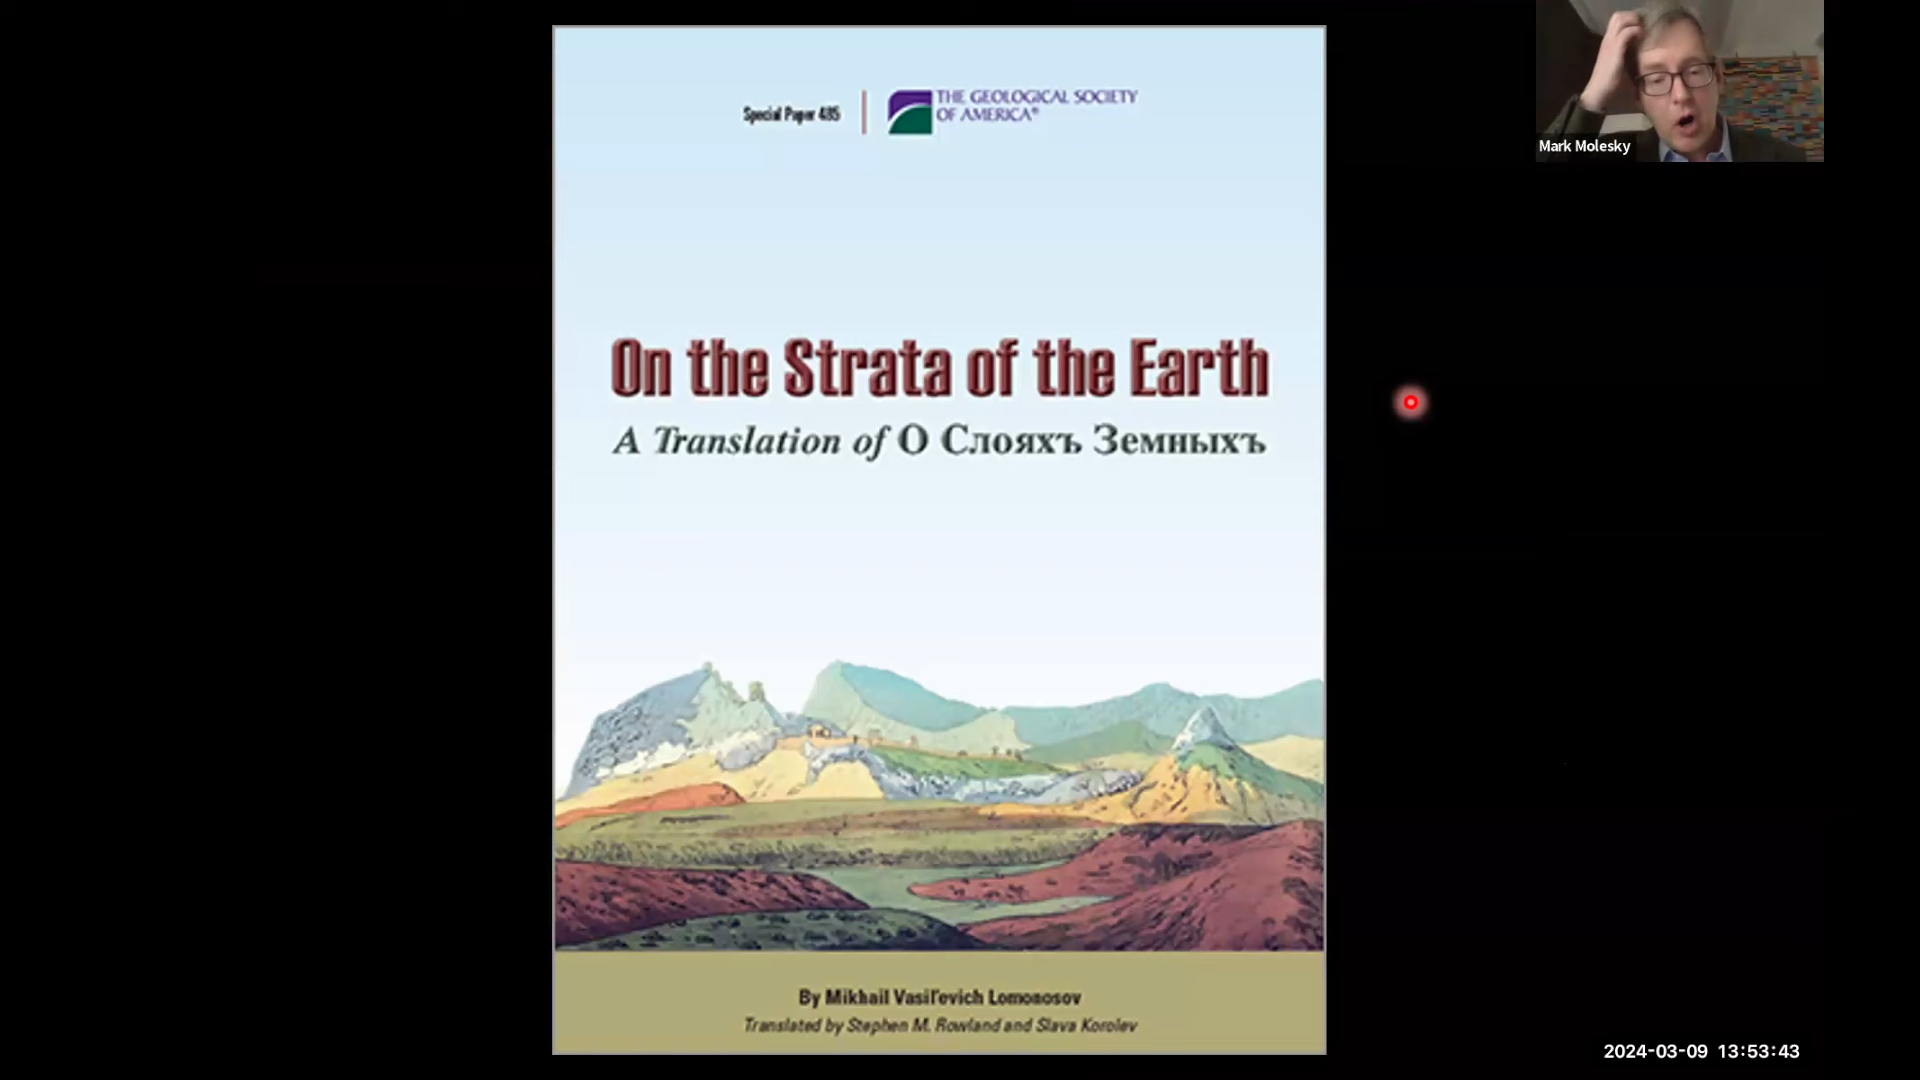 Special Paper 485
THE GEOLOGICAL SOCIETY
OF AMERICA®
Mark Molesky
On the Strata of the Earth
A Translation of О Слояхъ Земныхъ
By Mikhail Vasil'evich Lomonosov
Translated by Stephen M. Rowland and Slava Korolev
2024-03-09 13:53:43